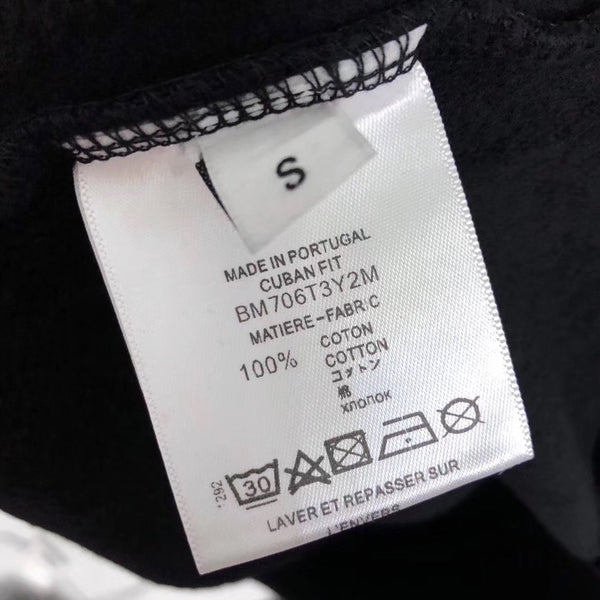 S
MADE IN PORTUGAL
CUBAN FIT
BM706T3Y2M
MATIERE-FABRIC
100% COTON
COTTON
コットン
棉
ХЛОПОК
30
LAVER ET REPASSER SUR
L'ENVERS